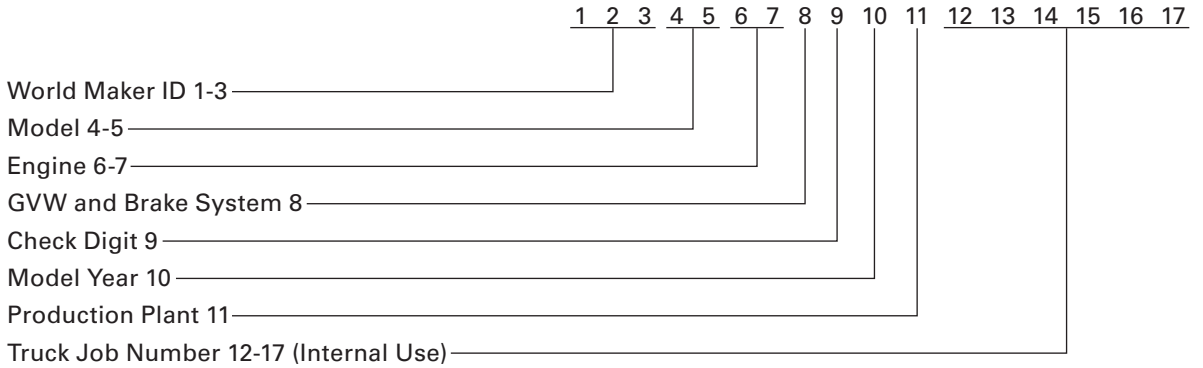 1 2 3 4 5 6 7 8 9 10 11 12 13 14 15 16 17
World Maker ID 1-3
Model 4-5
Engine 6-7
GVW and Brake System 8
Check Digit 9
Model Year 10
Production Plant 11
Truck Job Number 12-17 (Internal Use)